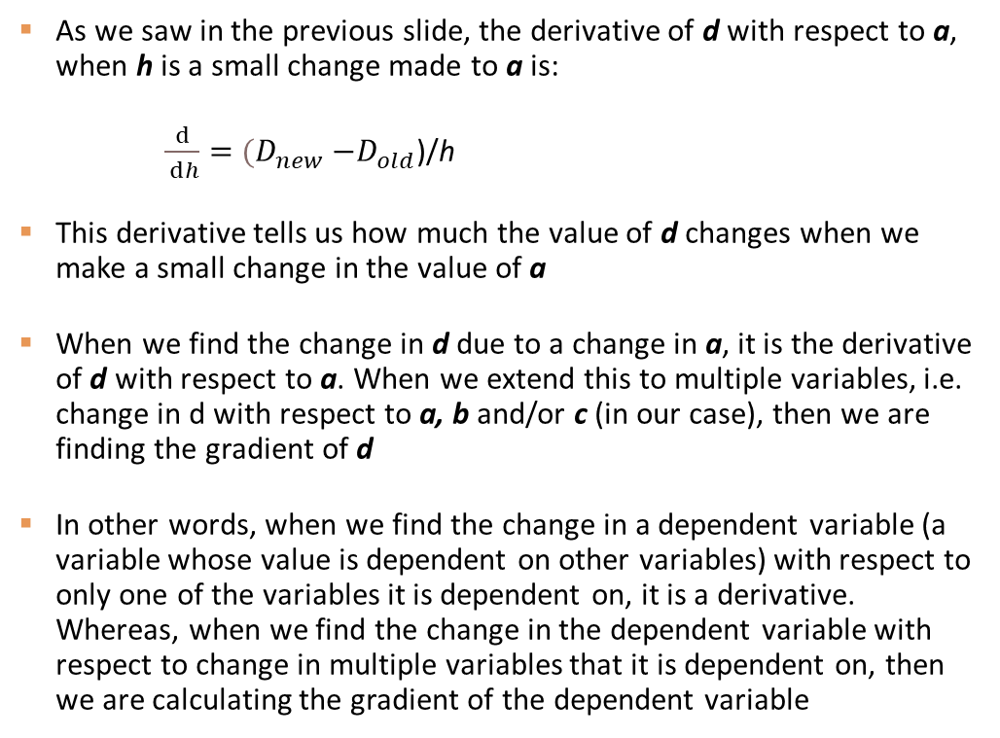 ▪ As we saw in the previous slide, the derivative of d with respect to a,
when h is a small change made to a is:
d/dh = (D_new −D_old)/h
▪ This derivative tells us how much the value of d changes when we
make a small change in the value of a
▪ When we find the change in d due to a change in a, it is the derivative
of d with respect to a. When we extend this to multiple variables, i.e.
change in d with respect to a, b and/or c (in our case), then we are
finding the gradient of d
▪ In other words, when we find the change in a dependent variable (a
variable whose value is dependent on other variables) with respect to
only one of the variables it is dependent on, it is a derivative.
Whereas, when we find the change in the dependent variable with
respect to change in multiple variables that it is dependent on, then
we are calculating the gradient of the dependent variable